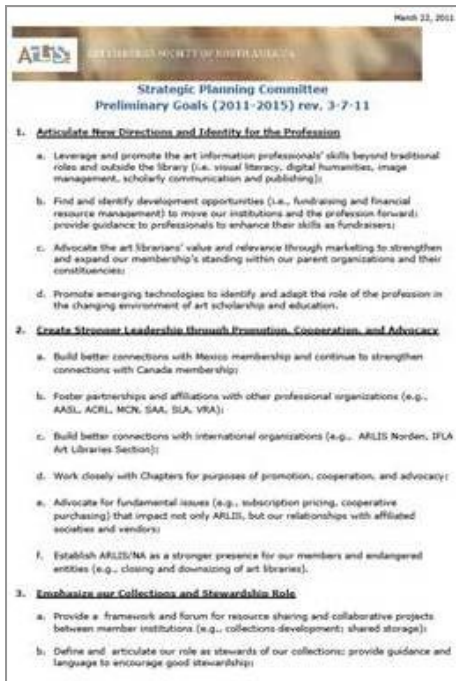 March 22, 2011
ARLIS
ART LIBRARIES SOCIETY OF NORTH AMERICA
Strategic Planning Committee
Preliminary Goals (2011-2015) rev. 3-7-11
1. Articulate New Directions and Identity for the Profession
a. Leverage and promote the art information professionals' skills beyond traditional
roles and outside the library (i.e. visual literacy, digital humanities, image
management, scholarly communication and publishing);
b. Find and identify development opportunities (i.e., fundraising and financial
resource management) to move our institutions and the profession forward;
provide guidance to professionals to enhance their skills as fundraisers;
c. Advocate the art librarians' value and relevance through marketing to strengthen
and expand our membership's standing within our parent organizations and their
constituencies;
d. Promote emerging technologies to identify and adapt the role of the profession in
the changing environment of art scholarship and education.
2. Create Stronger Leadership through Promotion, Cooperation, and Advocacy
a. Build better connections with Mexico membership and continue to strengthen
connections with Canada membership;
b. Foster partnerships and affiliations with other professional organizations (e.g.,
AASL, ACRL, MCN, SAA, SLA, VRA);
c. Build better connections with international organizations (e.g., ARLIS Norden, IFLA
Art Libraries Section);
d. Work closely with Chapters for purposes of promotion, cooperation, and advocacy;
e. Advocate for fundamental issues (e.g., subscription pricing, cooperative
purchasing) that impact not only ARLIS, but our relationships with affiliated
societies and vendors;
f. Establish ARLIS/NA as a stronger presence for our members and endangered
entities (e.g., closing and downsizing of art libraries).
3. Emphasize our Collections and Stewardship Role
a. Provide a framework and forum for resource sharing and collaborative projects
between member institutions (e.g., collections development; shared storage);
b. Define and articulate our role as stewards of our collections; provide guidance and
language to encourage good stewardship;